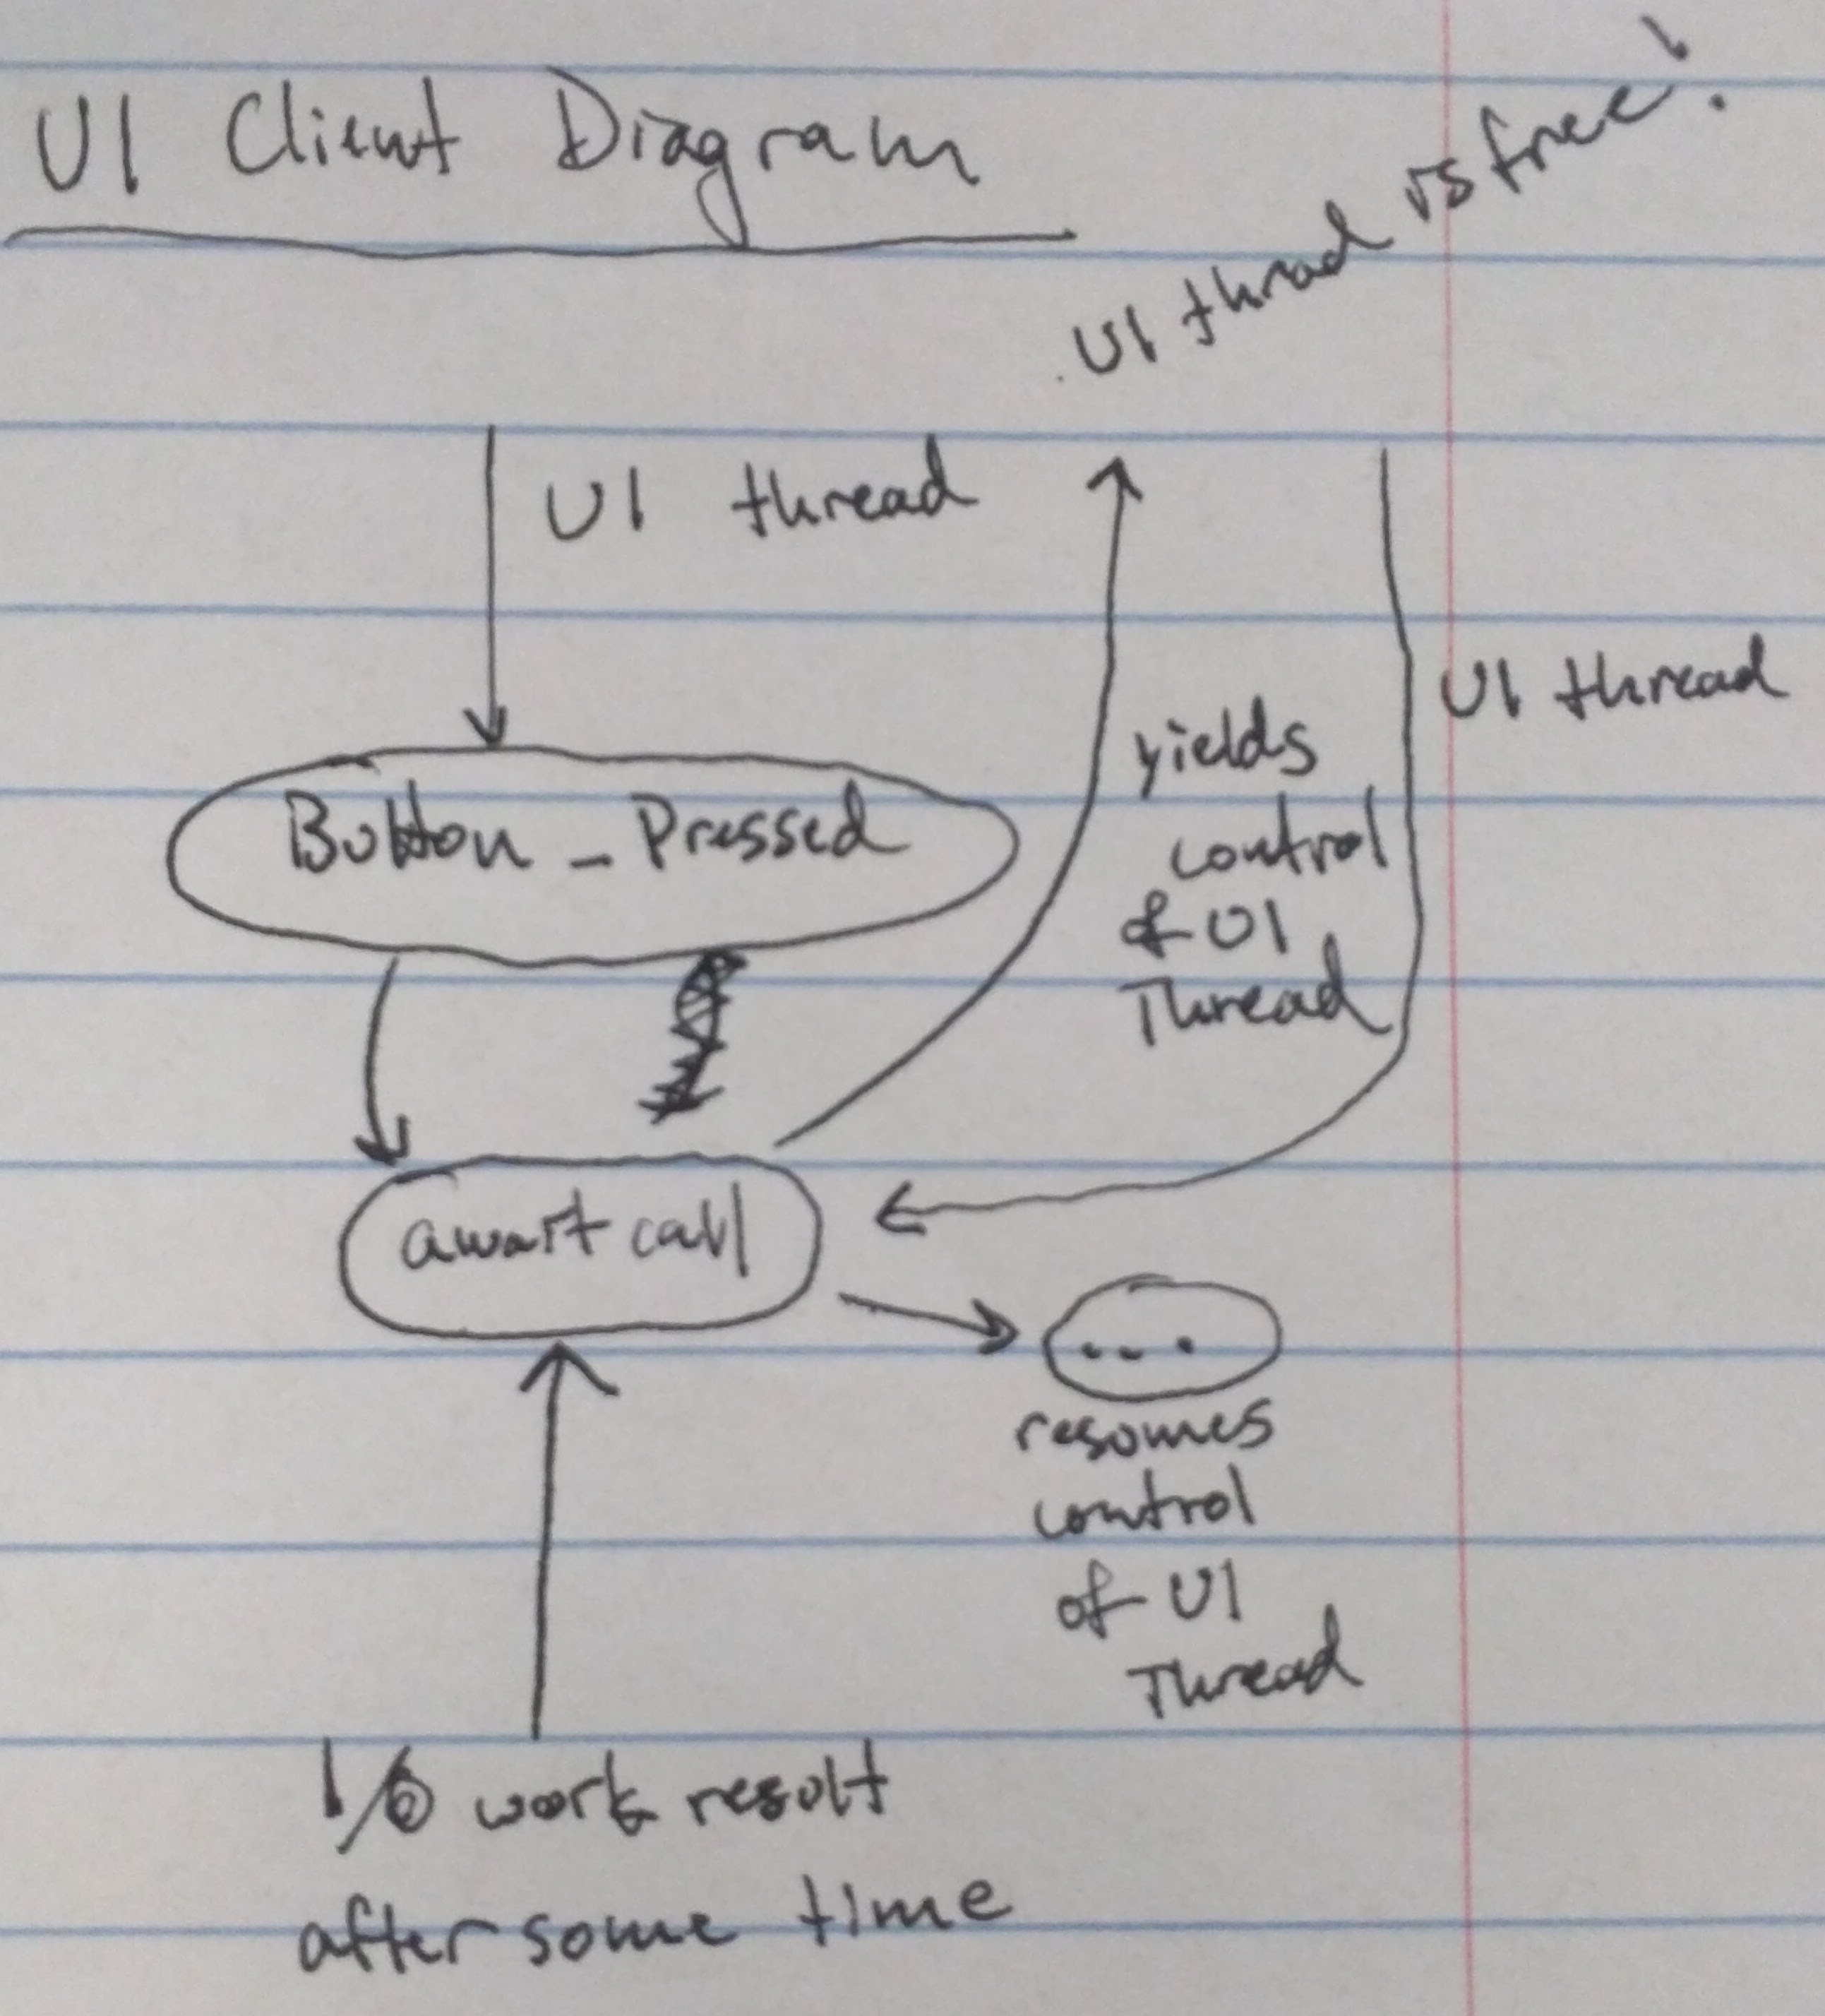 UI Client Diagram
UI thread is free!
UI thread
UI thread
Button_Pressed
yields
control
of UI
Thread
await call
...
resumes
control
of UI
Thread
I/O work result
after some time